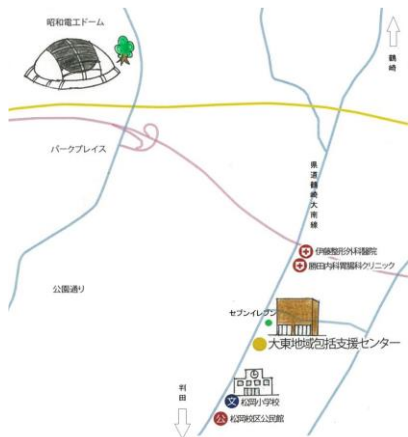 昭和電工ドーム
鶴崎
パークプレイス
県道鶴崎大南線
伊藤整形外科医院
膳田内科胃腸科クリニック
公園通り
セブンイレブン
大東地域包括支援センター
文 松岡小学校
判田
公 松岡校区公民館